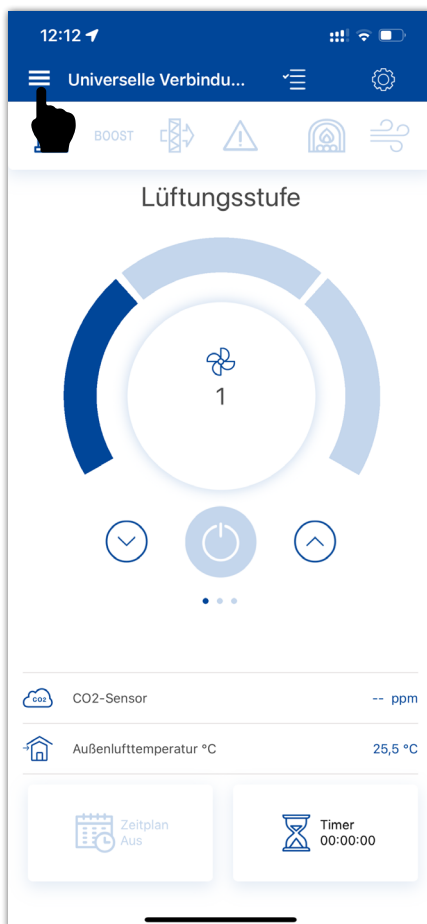 12:12
Universelle Verbindu...
BOOST
Lüftungsstufe
1
CO2 CO2-Sensor -- ppm
Außenlufttemperatur °C 25,5 °C
Zeitplan
Aus
Timer
00:00:00